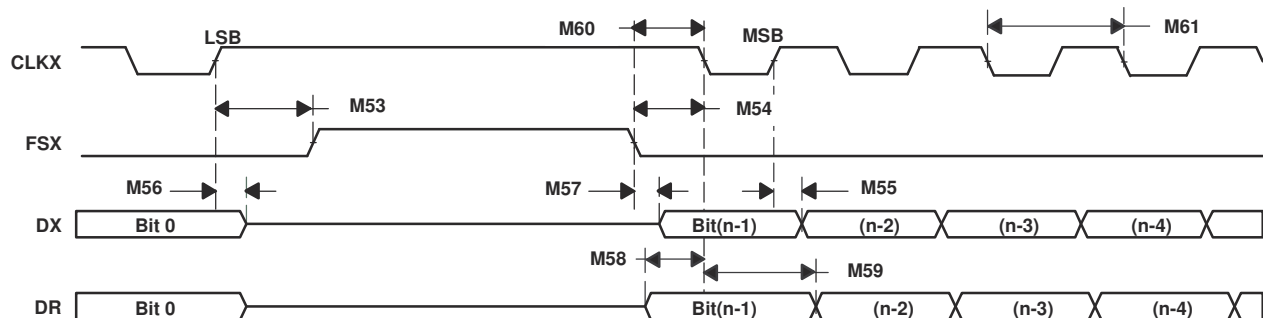 M60
M61
LSB
MSB
CLKX
M53
M54
FSX
M56
M57
M55
DX
Bit 0
Bit(n-1)
(n-2)
(n-3)
(n-4)
M58
M59
DR
Bit 0
Bit(n-1)
(n-2)
(n-3)
(n-4)